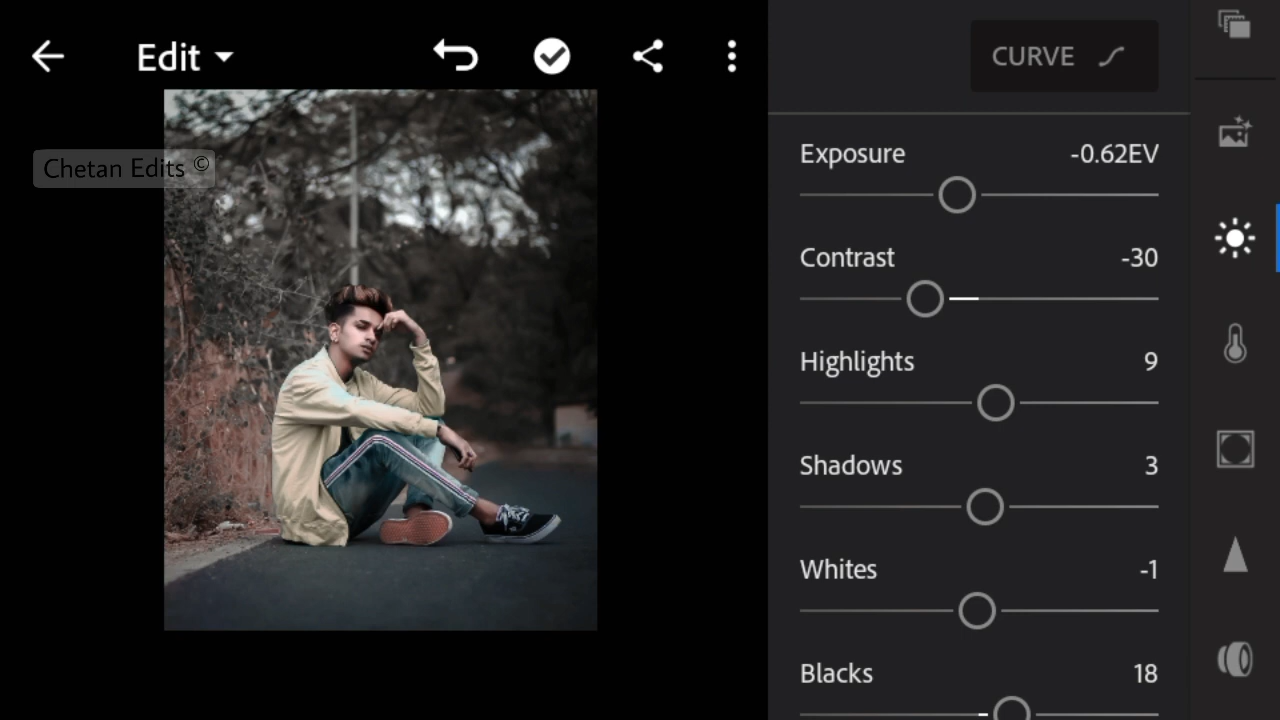 Edit
Chetan Edits ©
CURVE
Exposure -0.62EV
Contrast -30
Highlights 9
Shadows 3
Whites -1
Blacks 18